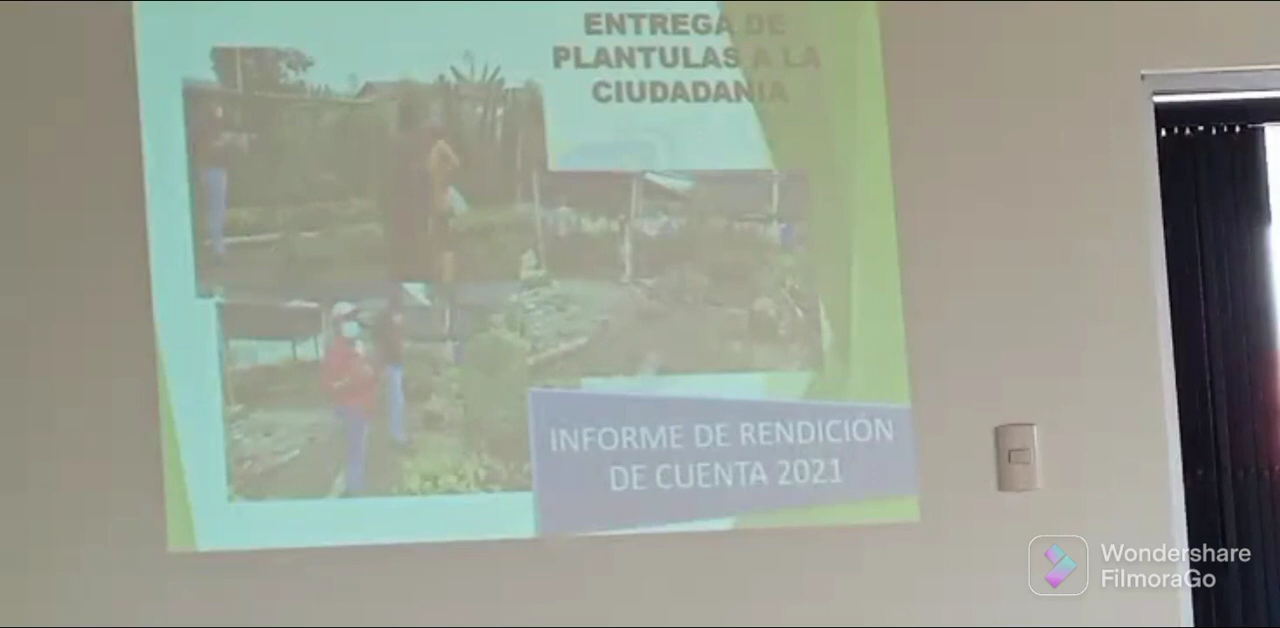 ENTREGA DE
PLANTULAS A LA
CIUDADANIA
INFORME DE RENDICIÓN
DE CUENTA 2021
Wondershare
FilmoraGo